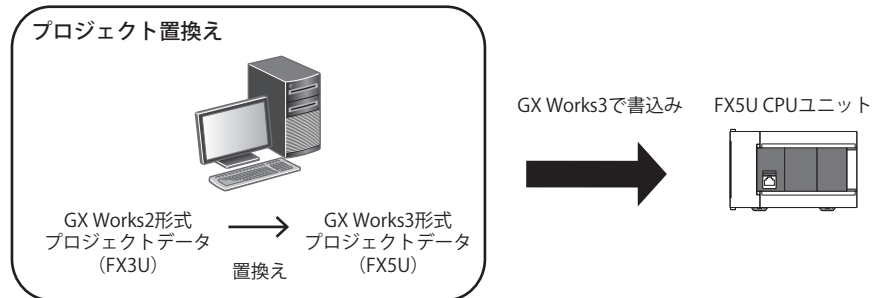 プロジェクト置換え
GX Works3で書込み
FX5U CPUユニット
GX Works2形式
プロジェクトデータ
（FX3U）
置換え
GX Works3形式
プロジェクトデータ
（FX5U）